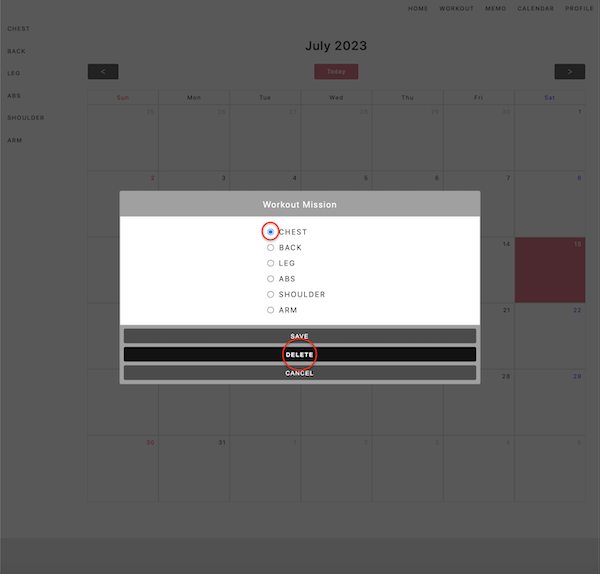 HOME WORKOUT MEMO CALENDAR PROFILE
CHEST
BACK
LEG
ABS
SHOULDER
ARM
July 2023
< Today >
Sun Mon Tue Wed Thu Fri Sat
25 26 27 28 29 30 1
2 3 4 5 6 7 8
Workout Mission
CHEST
BACK
LEG
ABS
SHOULDER
ARM
SAVE
DELETE
CANCEL
14
21 22
28 29
30 31 1 2 3 4 5